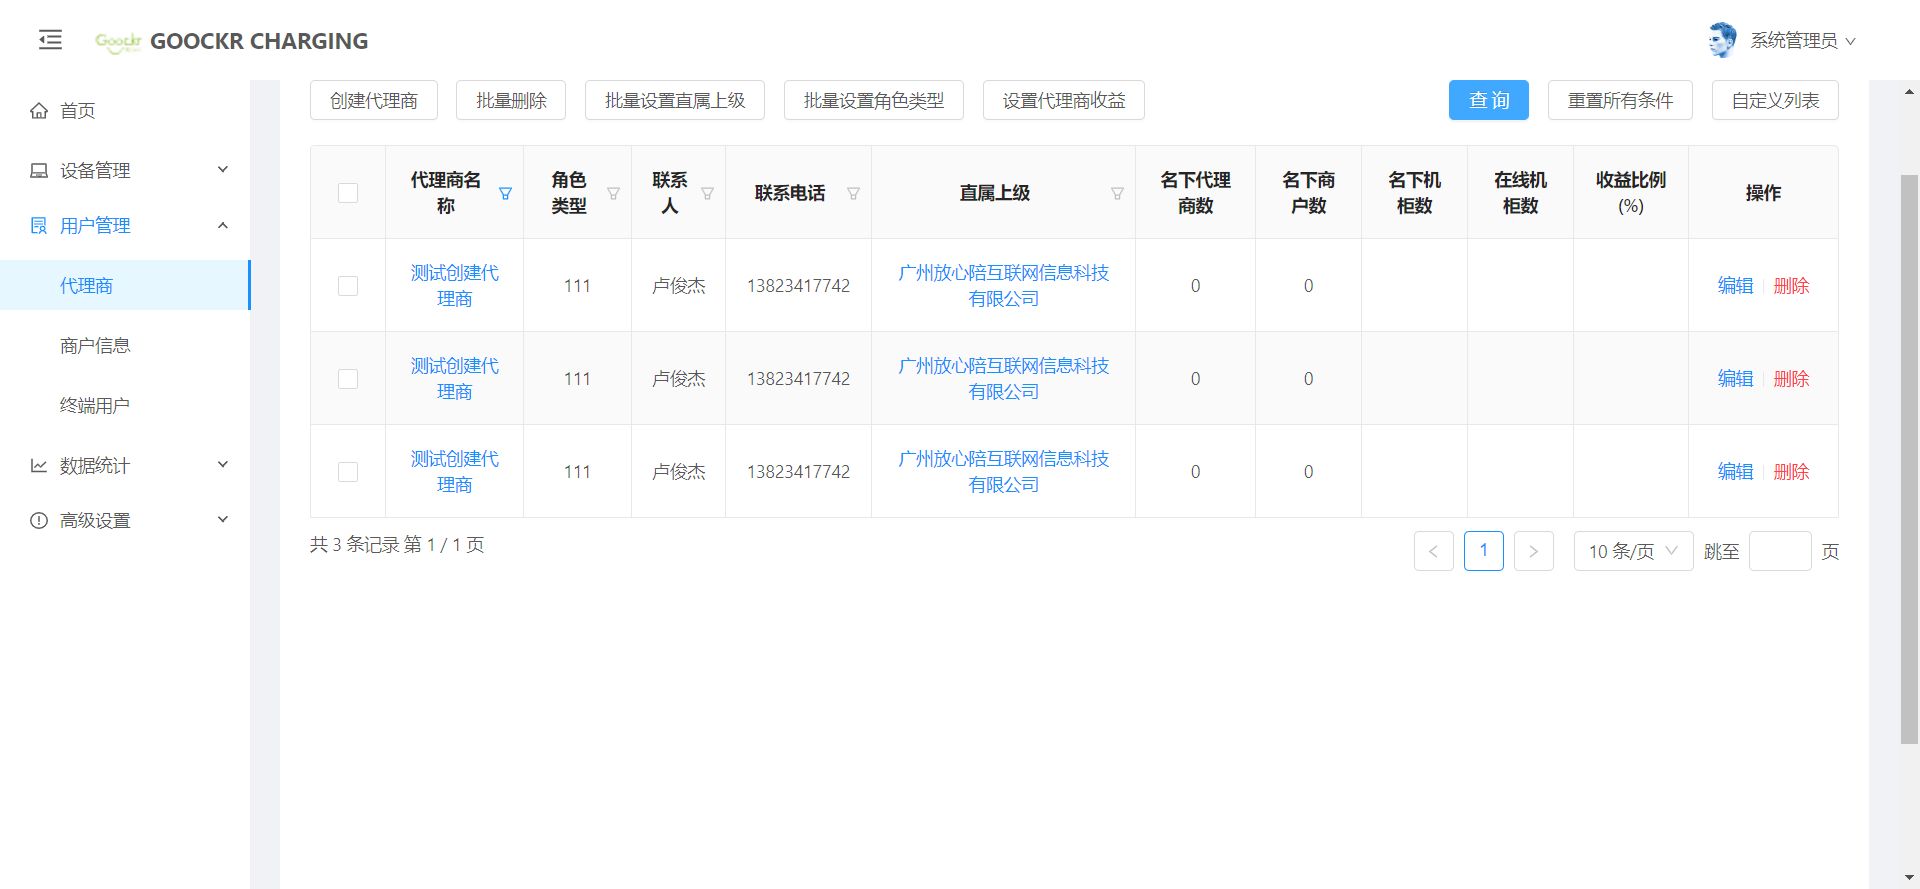 Goockr GOOCKR CHARGING
系统管理员
首页
设备管理
用户管理
代理商
商户信息
终端用户
数据统计
高级设置
创建代理商 批量删除 批量设置直属上级 批量设置角色类型 设置代理商收益 查 询 重置所有条件 自定义列表
代理商名
称
角色
类型
联系
人
联系电话
直属上级
名下代理
商数
名下商
户数
名下机
柜数
在线机
柜数
收益比例
(%)
操作
测试创建代
理商
111
卢俊杰
13823417742
广州放心陪互联网信息科技
有限公司
0
0
编辑 删除
测试创建代
理商
111
卢俊杰
13823417742
广州放心陪互联网信息科技
有限公司
0
0
编辑 删除
测试创建代
理商
111
卢俊杰
13823417742
广州放心陪互联网信息科技
有限公司
0
0
编辑 删除
共 3 条记录 第 1 / 1 页
1 10 条/页 跳至 页